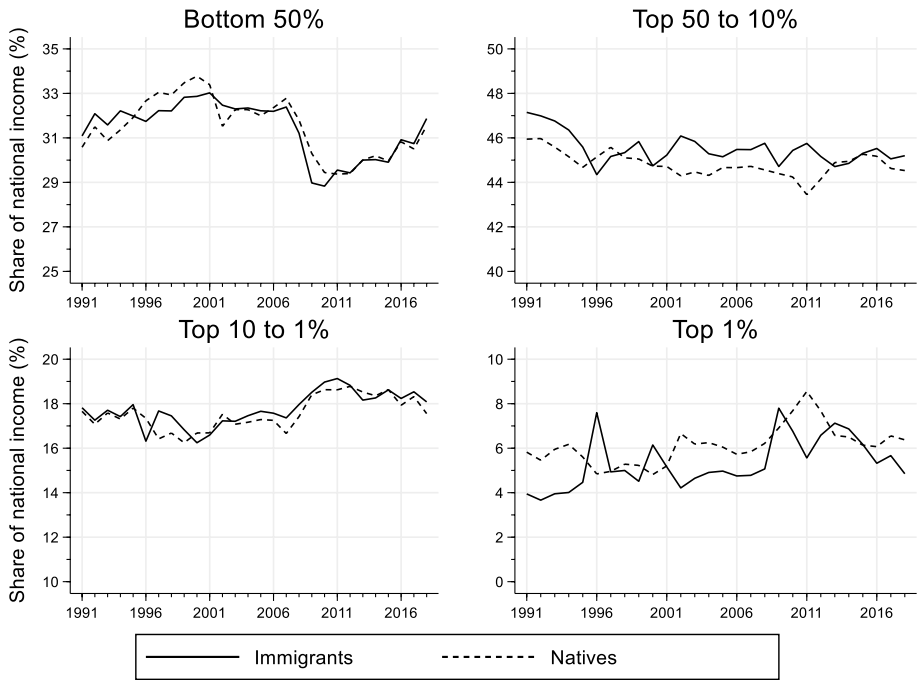 Bottom 50%
Top 50 to 10%
Share of national income (%)
35
33
31
29
27
25
1991 1996 2001 2006 2011 2016
50
48
46
44
42
40
1991 1996 2001 2006 2011 2016
Top 10 to 1%
Top 1%
Share of national income (%)
20
18
16
14
12
10
1991 1996 2001 2006 2011 2016
10
8
6
4
2
0
1991 1996 2001 2006 2011 2016
Immigrants Natives